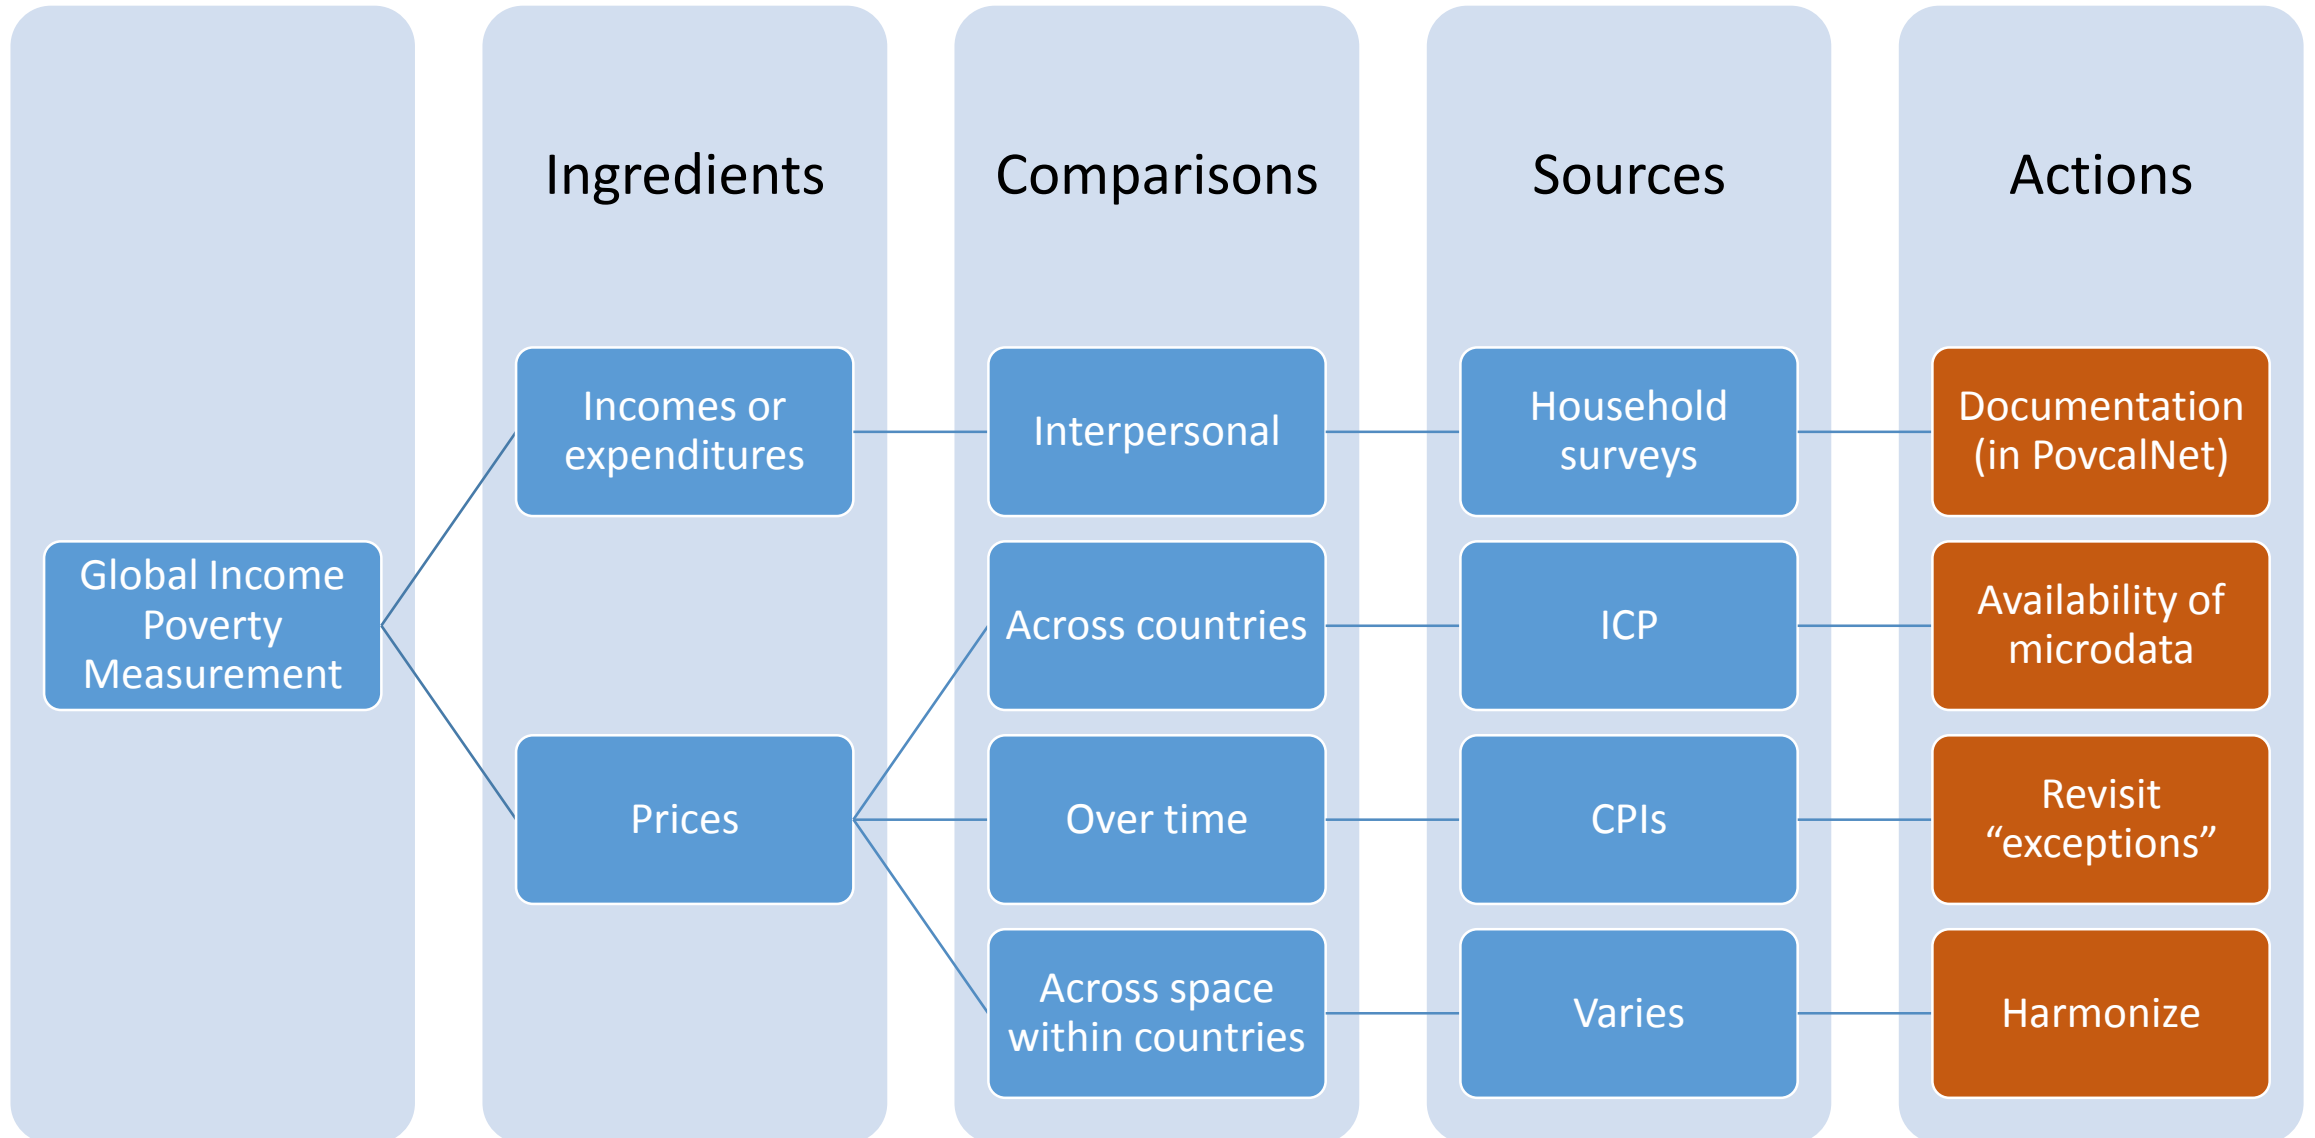 Ingredients
Comparisons
Sources
Actions
Global Income
Poverty
Measurement
Incomes or
expenditures
Prices
Interpersonal
Across countries
Over time
Across space
within countries
Household
surveys
ICP
CPIs
Varies
Documentation
(in PovcalNet)
Availability of
microdata
Revisit
“exceptions”
Harmonize